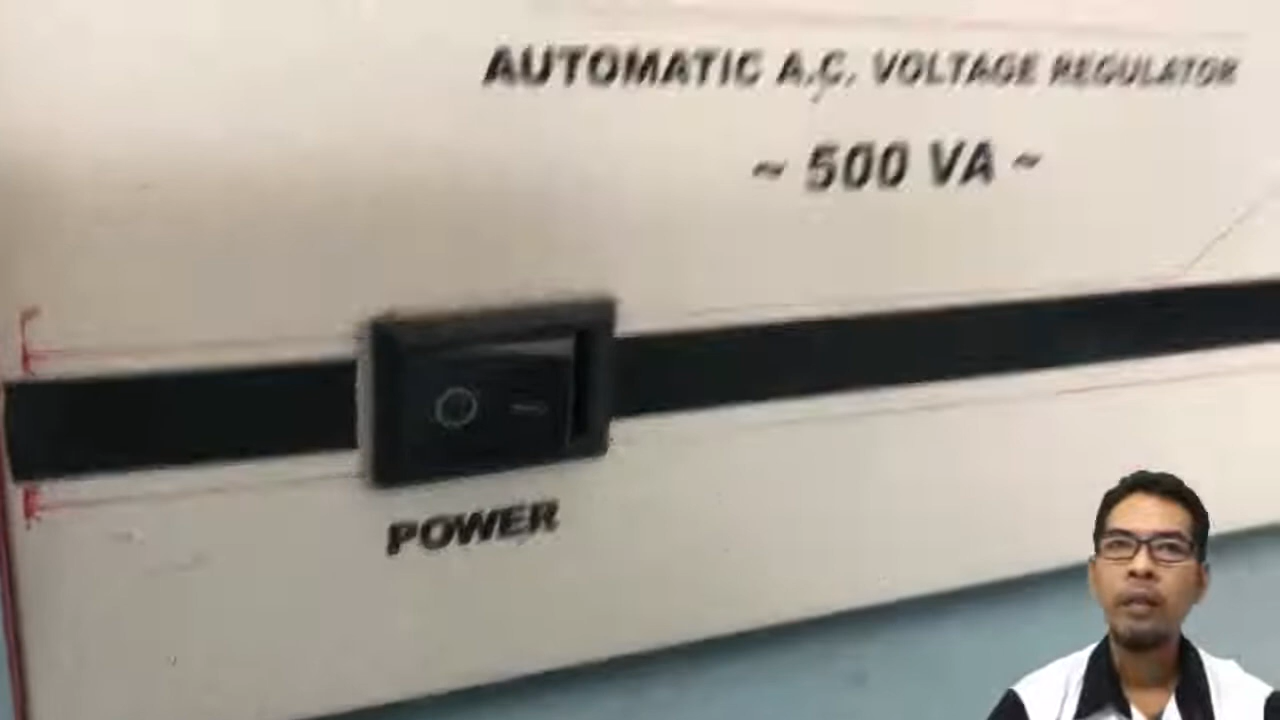 AUTOMATIC A.C. VOLTAGE REGULATOR
~ 500 VA ~
POWER